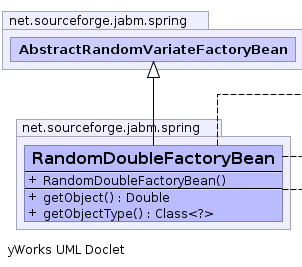 net.sourceforge.jabm.spring
AbstractRandomVariateFactoryBean
net.sourceforge.jabm.spring
RandomDoubleFactoryBean
+ RandomDoubleFactoryBean()
+ getObject() : Double
+ getObjectType() : Class<?>
yWorks UML Doclet